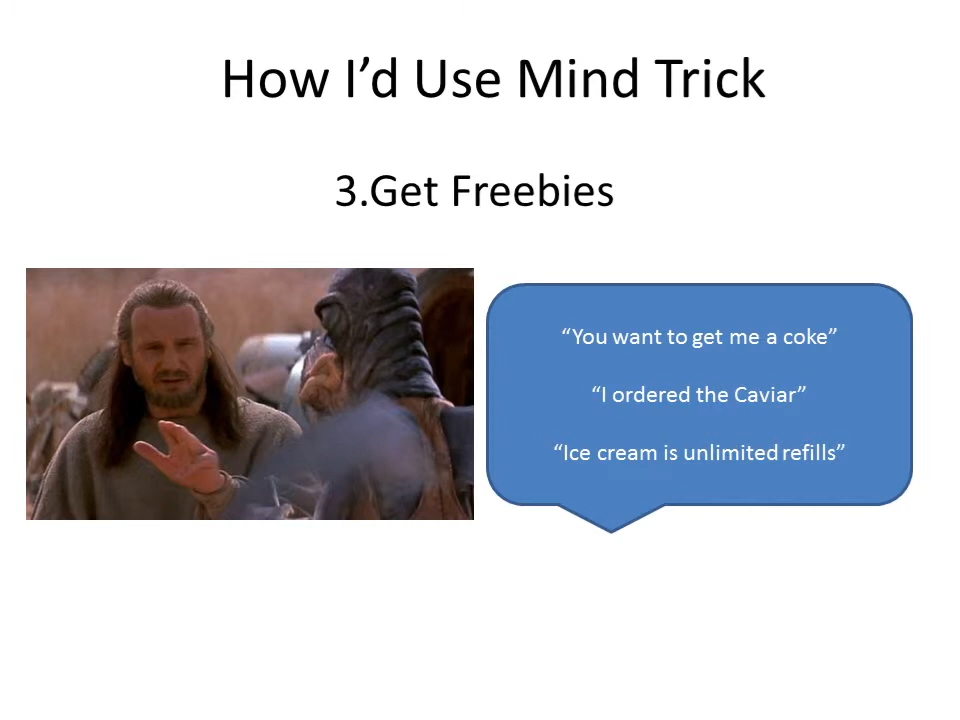 How I’d Use Mind Trick
3.Get Freebies
“You want to get me a coke”
“I ordered the Caviar”
“Ice cream is unlimited refills”